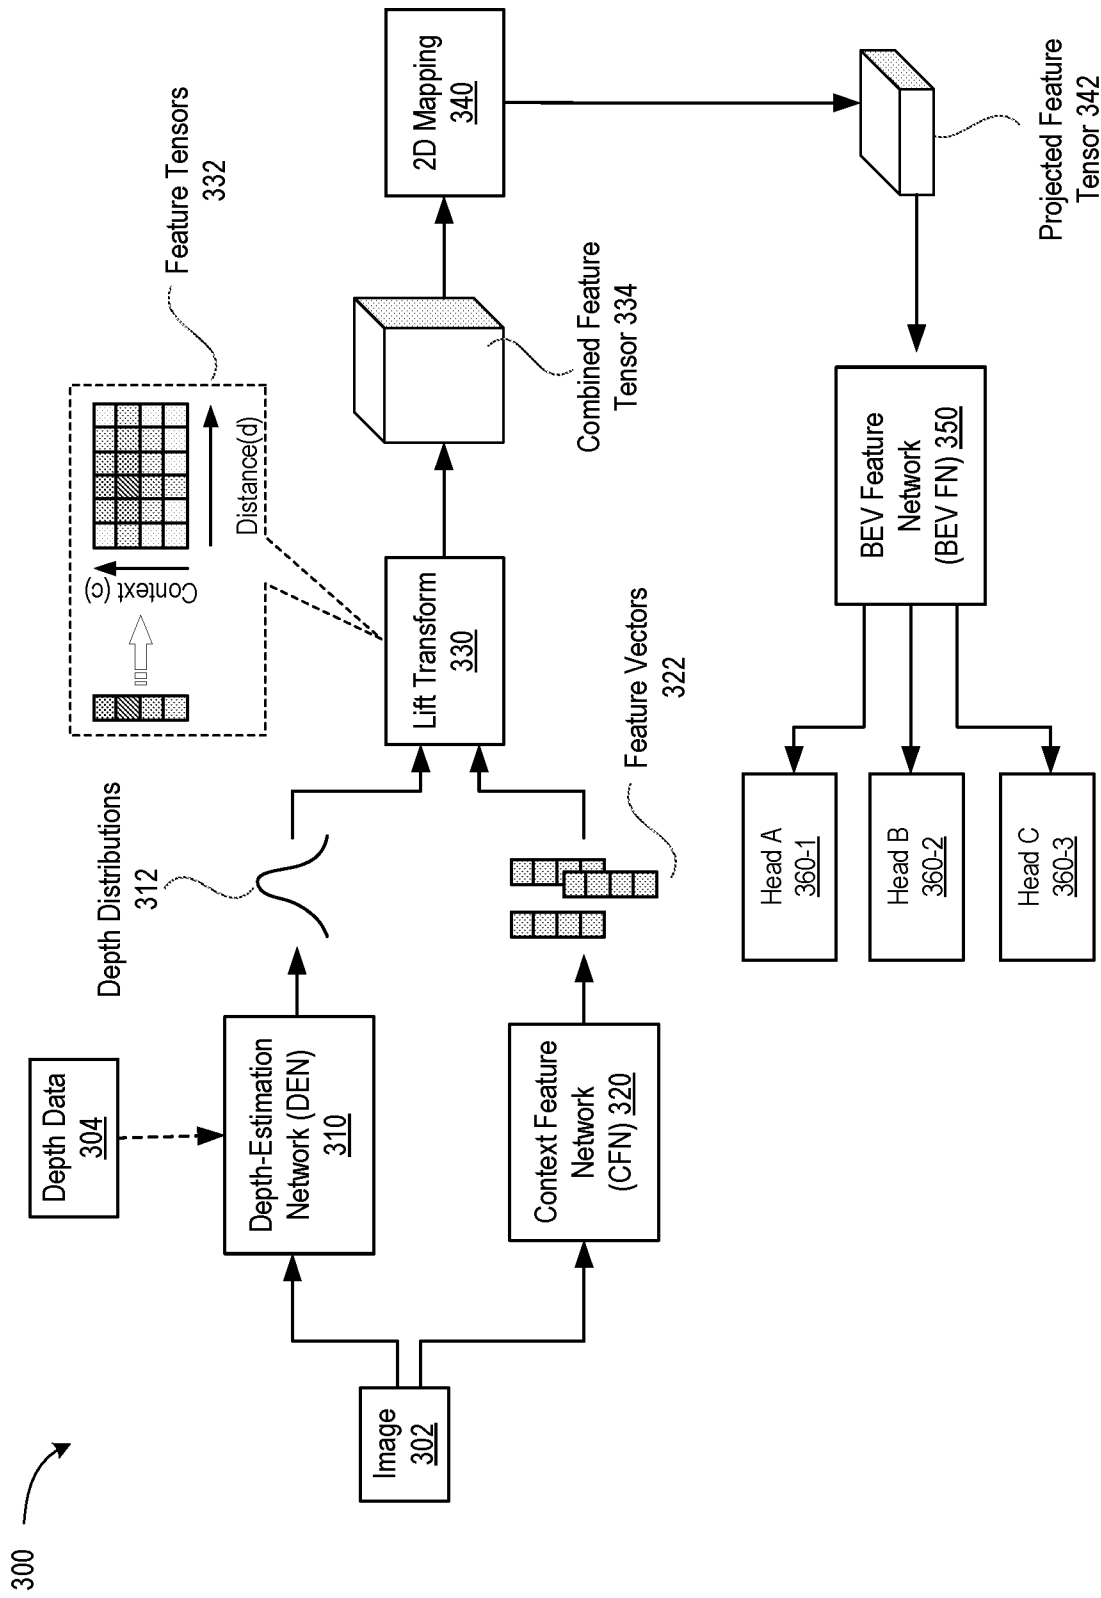 300
Image
302
Depth Data
304
Depth-Estimation
Network (DEN)
310
Context Feature
Network
(CFN) 320
Depth Distributions
312
Feature Vectors
322
Lift Transform
330
Context (c)
Distance(d)
Feature Tensors
332
Combined Feature
Tensor 334
2D Mapping
340
Projected Feature
Tensor 342
BEV Feature
Network
(BEV FN) 350
Head A
360-1
Head B
360-2
Head C
360-3